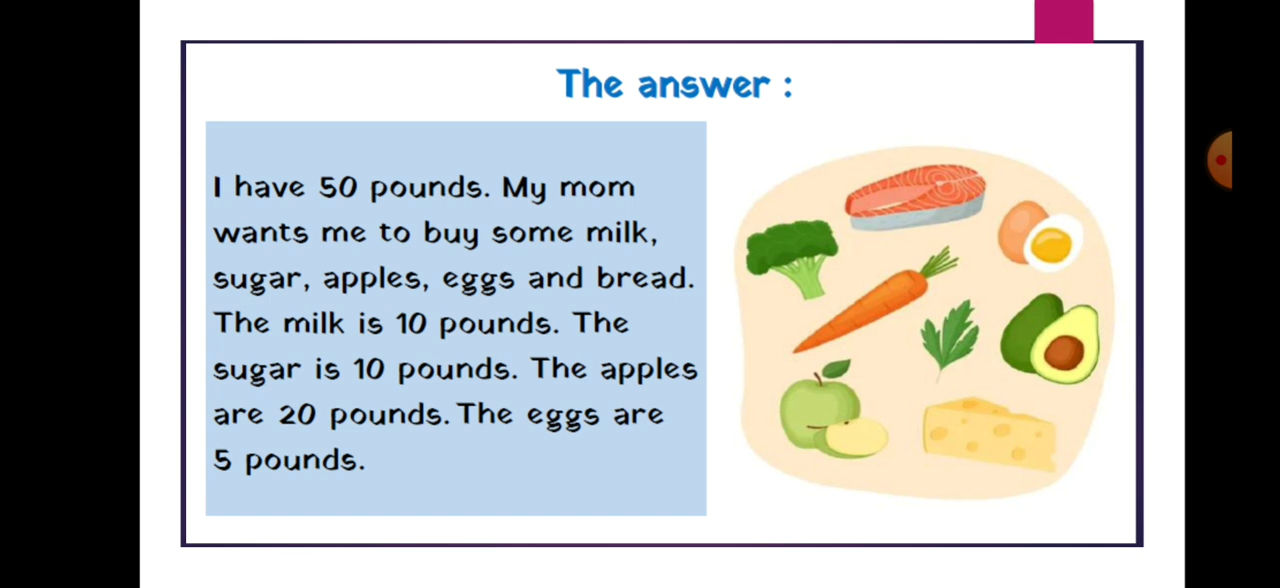 The answer :
I have 50 pounds. My mom
wants me to buy some milk,
sugar, apples, eggs and bread.
The milk is 10 pounds. The
sugar is 10 pounds. The apples
are 20 pounds. The eggs are
5 pounds.